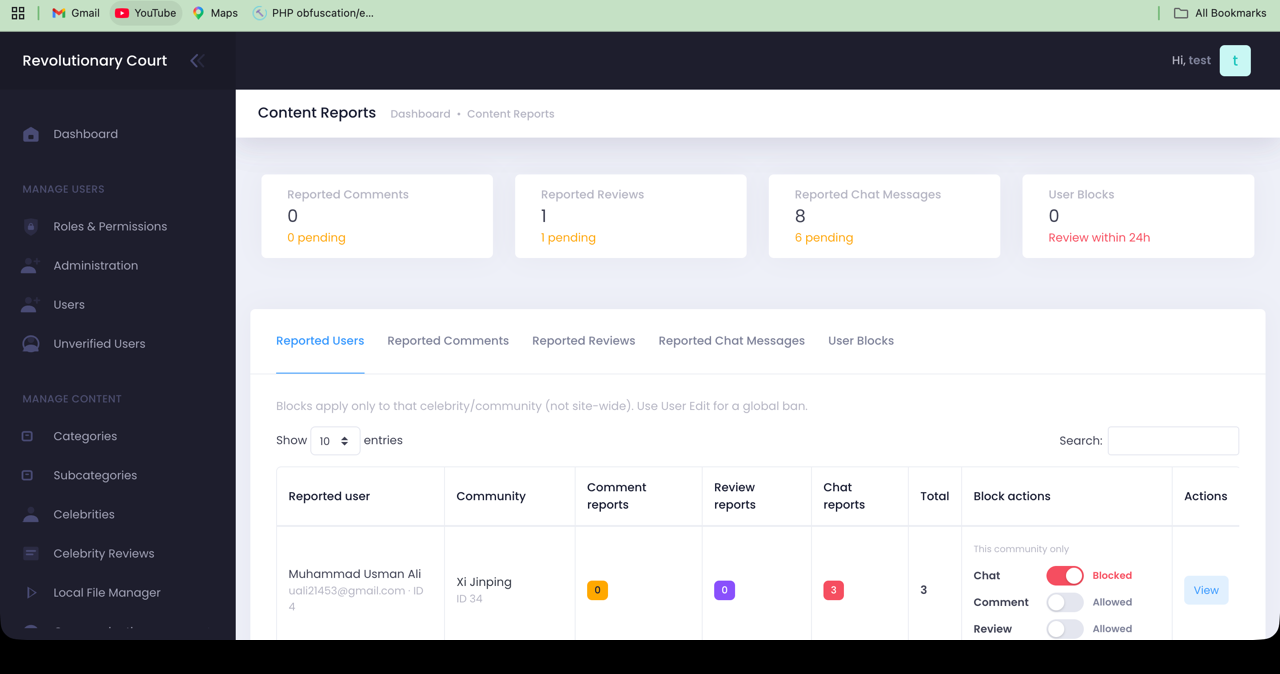 Gmail
YouTube
Maps
PHP obfuscation/e...
All Bookmarks
Revolutionary Court
Hi, test
t
Content Reports
Dashboard • Content Reports
Dashboard
MANAGE USERS
Roles & Permissions
Administration
Users
Unverified Users
MANAGE CONTENT
Categories
Subcategories
Celebrities
Celebrity Reviews
Local File Manager
Reported Comments
0
0 pending
Reported Reviews
1
1 pending
Reported Chat Messages
8
6 pending
User Blocks
0
Review within 24h
Reported Users
Reported Comments
Reported Reviews
Reported Chat Messages
User Blocks
Blocks apply only to that celebrity/community (not site-wide). Use User Edit for a global ban.
Show 10 entries
Search:
Reported user
Community
Comment
reports
Review
reports
Chat
reports
Total
Block actions
Actions
Muhammad Usman Ali
uali21453@gmail.com · ID
4
Xi Jinping
ID 34
0
0
3
3
This community only
Chat Blocked
Comment Allowed
Review Allowed
View